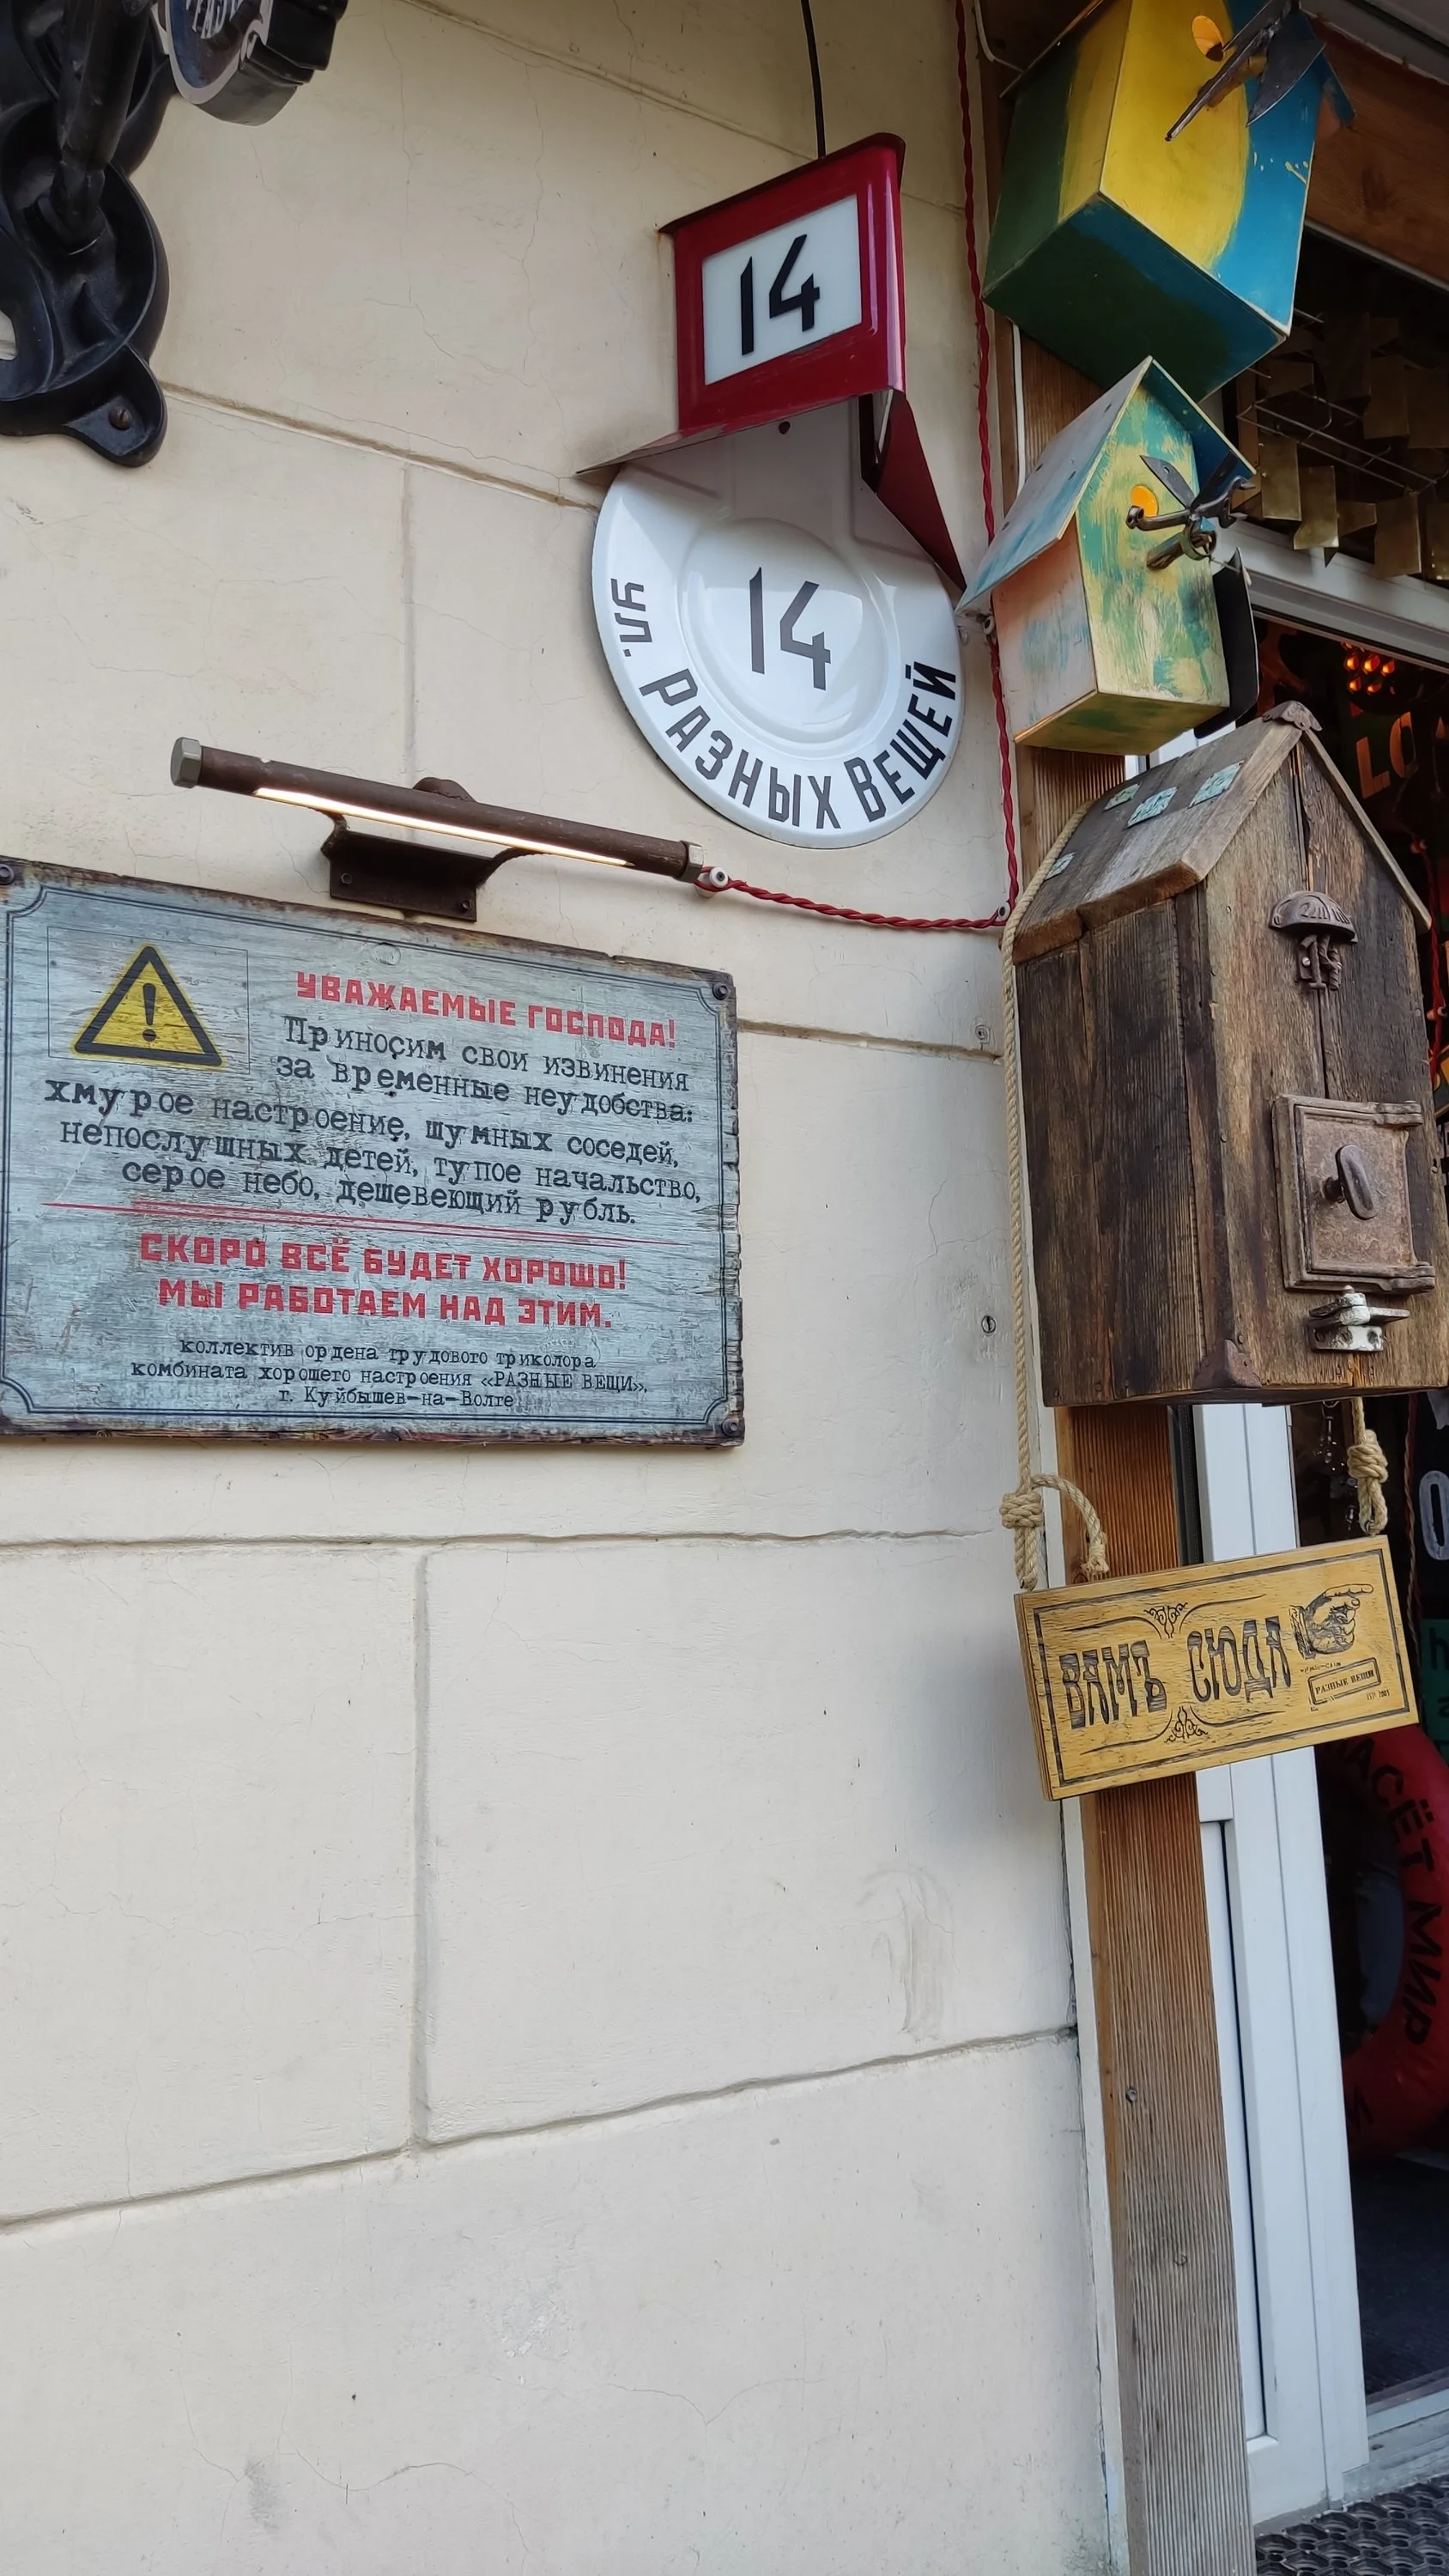 14
14
ул. Разных Вещей
УВАЖАЕМЫЕ ГОСПОДА!
Приносим свои извинения
за временные неудобства:
хмурое настроение, шумных соседей,
непослушных детей, тупое начальство,
серое небо, дешевеющий рубль.
СКОРО ВСЁ БУДЕТ ХОРОШО!
МЫ РАБОТАЕМ НАД ЭТИМ.
коллектив ордена трудового триколора
комбината хорошего настроения «РАЗНЫЕ ВЕЩИ»,
г. Куйбышев-на-Волге
ВАМЪ СЮДА
РАЗНЫЕ ВЕЩИ
МИР